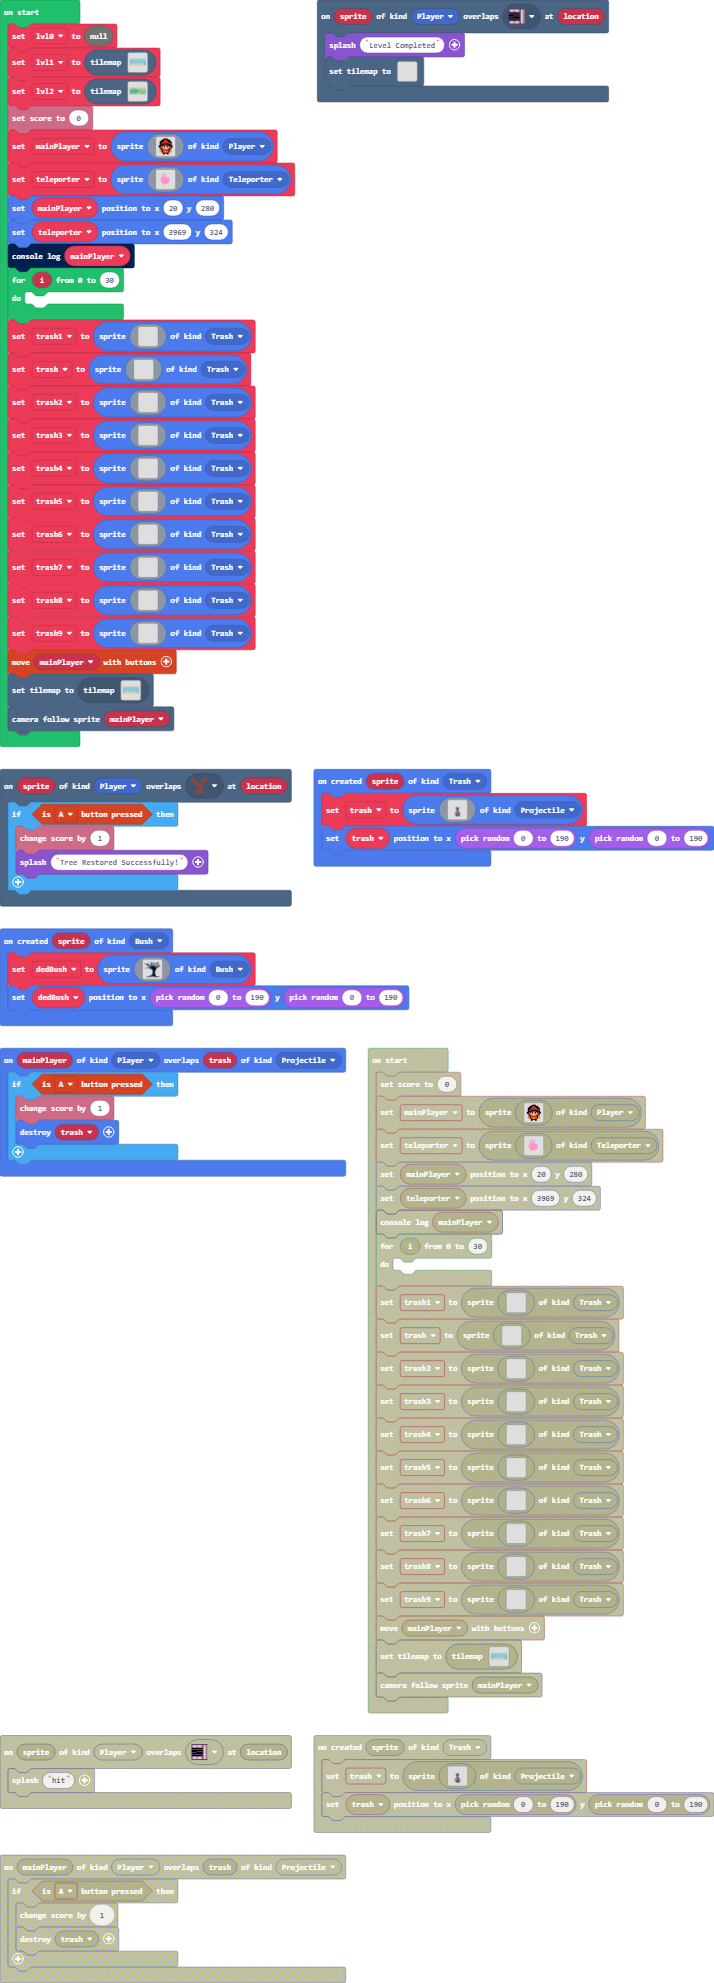 on start
set lvl0 to null
set lvl1 to tilemap
set lvl2 to tilemap
set score to 0
set mainPlayer to sprite of kind Player
set teleporter to sprite of kind Teleporter
set mainPlayer position to x 20 y 280
set teleporter position to x 3969 y 324
console log mainPlayer
for i from 0 to 30
do
set trash1 to sprite of kind Trash
set trash to sprite of kind Trash
set trash2 to sprite of kind Trash
set trash3 to sprite of kind Trash
set trash4 to sprite of kind Trash
set trash5 to sprite of kind Trash
set trash6 to sprite of kind Trash
set trash7 to sprite of kind Trash
set trash8 to sprite of kind Trash
set trash9 to sprite of kind Trash
move mainPlayer with buttons
set tilemap to tilemap
camera follow sprite mainPlayer
on sprite of kind Player overlaps at location
splash "Level Completed"
set tilemap to
on sprite of kind Player overlaps at location
if is A button pressed then
change score by 1
splash "Tree Restored Successfully!"
on created sprite of kind Trash
set trash to sprite of kind Projectile
set trash position to x pick random 0 to 190 y pick random 0 to 190
on created sprite of kind Bush
set dedBush to sprite of kind Bush
set dedBush position to x pick random 0 to 190 y pick random 0 to 190
on mainPlayer of kind Player overlaps trash of kind Projectile
if is A button pressed then
change score by 1
destroy trash
on start
set score to 0
set mainPlayer to sprite of kind Player
set teleporter to sprite of kind Teleporter
set mainPlayer position to x 20 y 280
set teleporter position to x 3969 y 324
console log mainPlayer
for i from 0 to 30
do
set trash1 to sprite of kind Trash
set trash to sprite of kind Trash
set trash2 to sprite of kind Trash
set trash3 to sprite of kind Trash
set trash4 to sprite of kind Trash
set trash5 to sprite of kind Trash
set trash6 to sprite of kind Trash
set trash7 to sprite of kind Trash
set trash8 to sprite of kind Trash
set trash9 to sprite of kind Trash
move mainPlayer with buttons
set tilemap to tilemap
camera follow sprite mainPlayer
on sprite of kind Player overlaps at location
splash "hit"
on created sprite of kind Trash
set trash to sprite of kind Projectile
set trash position to x pick random 0 to 190 y pick random 0 to 190
on mainPlayer of kind Player overlaps trash of kind Projectile
if is A button pressed then
change score by 1
destroy trash